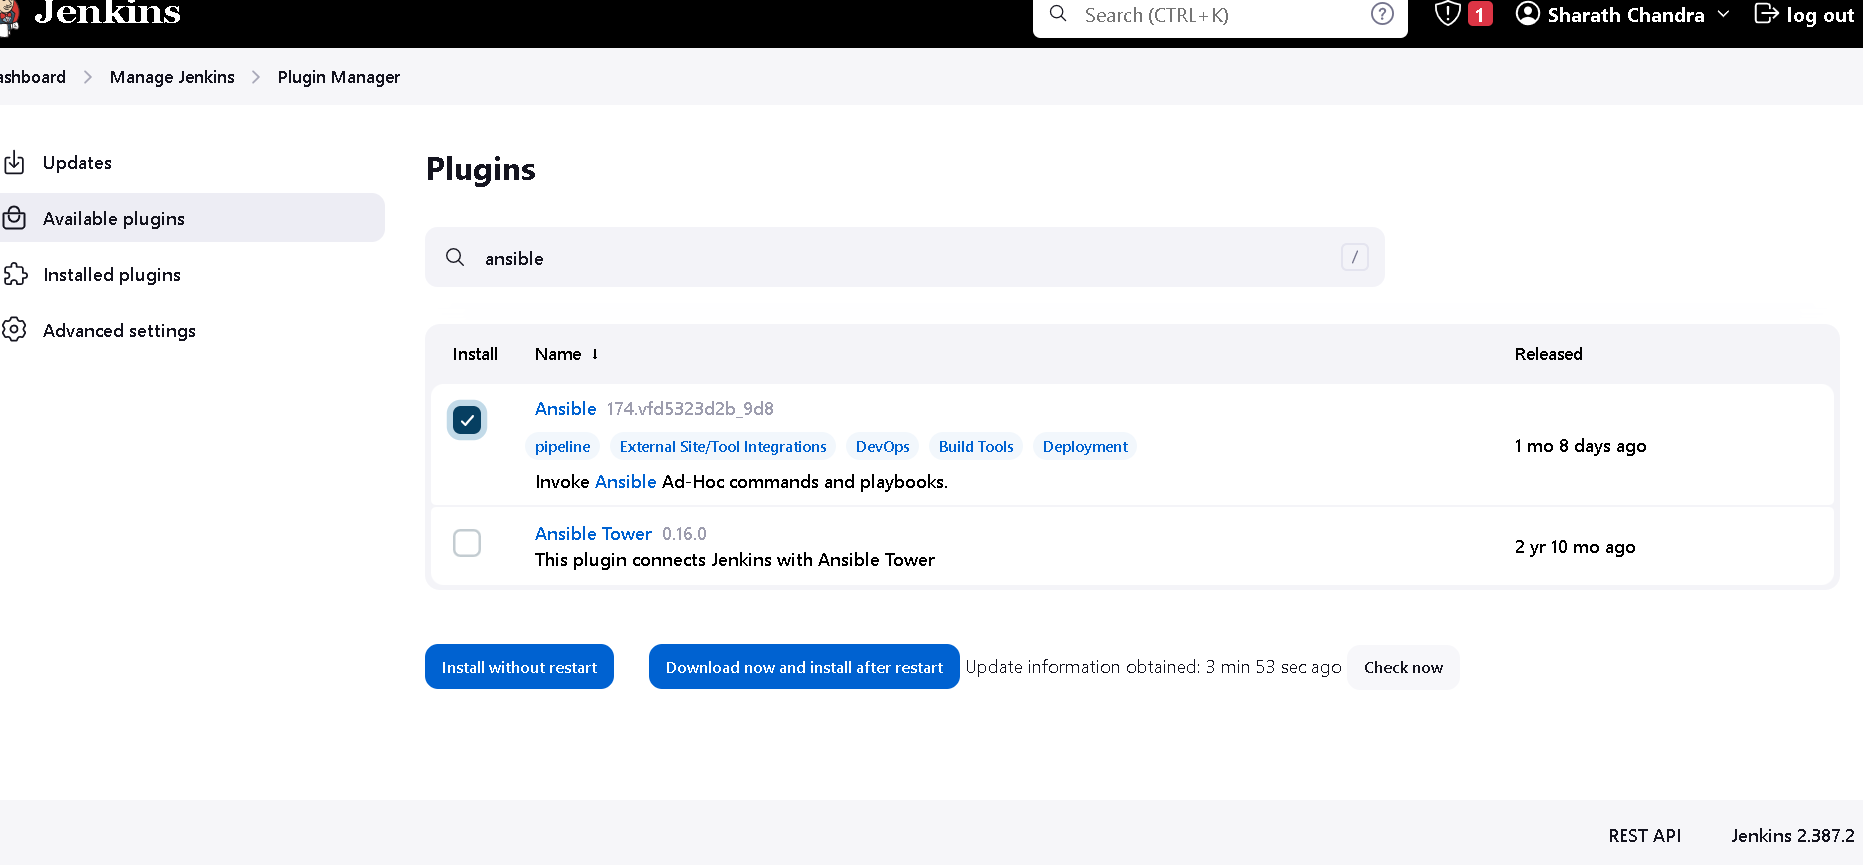 Jenkins
Search (CTRL+K)
1
Sharath Chandra
log out
ashboard
Manage Jenkins
Plugin Manager
Updates
Available plugins
Installed plugins
Advanced settings
Plugins
ansible
/
Install Name ↓ Released
Ansible 174.vfd5323d2b_9d8
pipeline External Site/Tool Integrations DevOps Build Tools Deployment
Invoke Ansible Ad-Hoc commands and playbooks.
1 mo 8 days ago
Ansible Tower 0.16.0
This plugin connects Jenkins with Ansible Tower
2 yr 10 mo ago
Install without restart
Download now and install after restart
Update information obtained: 3 min 53 sec ago
Check now
REST API
Jenkins 2.387.2